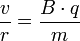 v/r = B · q/m